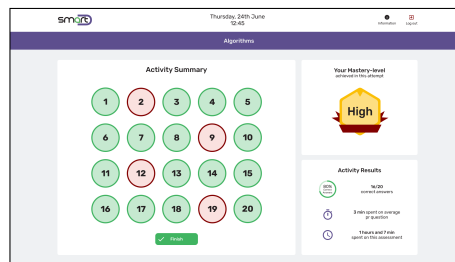 smart
Thursday, 24th June
12:45
Information
Log out
Algorithms
Activity Summary
1 2 3 4 5
6 7 8 9 10
11 12 13 14 15
16 17 18 19 20
Finish
Your Mastery-level
achieved in this attempt
High
Activity Results
80%
16/20
correct answers
3 min spent on average
pr question
1 hours and 7 min
spent on this assessment